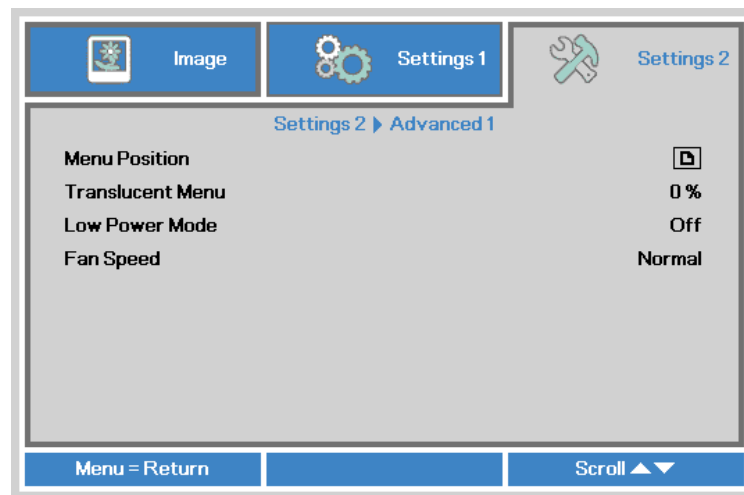 Image
Settings 1
Settings 2
Settings 2 ▶ Advanced 1
Menu Position
Translucent Menu 0 %
Low Power Mode Off
Fan Speed Normal
Menu = Return
Scroll ▲▼